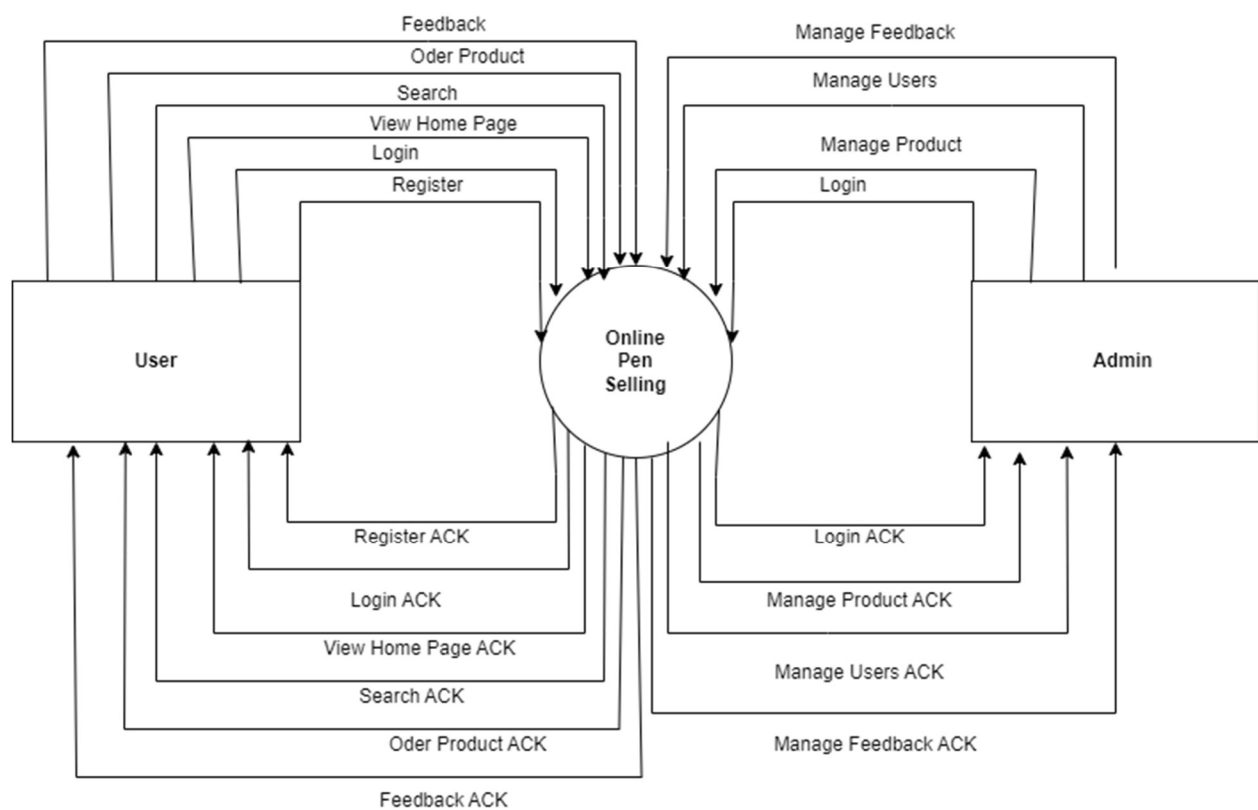 Feedback
Manage Feedback
Oder Product
Manage Users
Search
View Home Page
Manage Product
Login
Register
Login
User
Online
Pen
Selling
Admin
Register ACK
Login ACK
Login ACK
Manage Product ACK
View Home Page ACK
Manage Users ACK
Search ACK
Oder Product ACK
Manage Feedback ACK
Feedback ACK